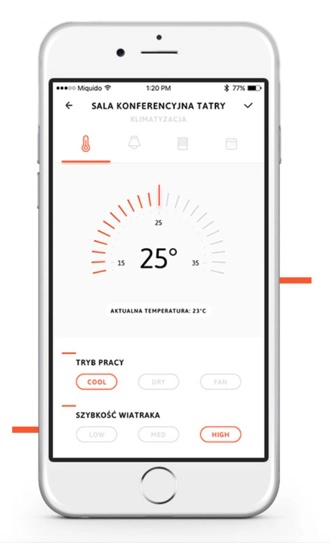 Miquido 1:20 PM 77%
SALA KONFERENCYJNA TATRY
KLIMATYZACJA
25
15 25° 35
AKTUALNA TEMPERATURA: 23°C
TRYB PRACY
COOL DRY FAN
SZYBKOŚĆ WIATRAKA
LOW MED HIGH